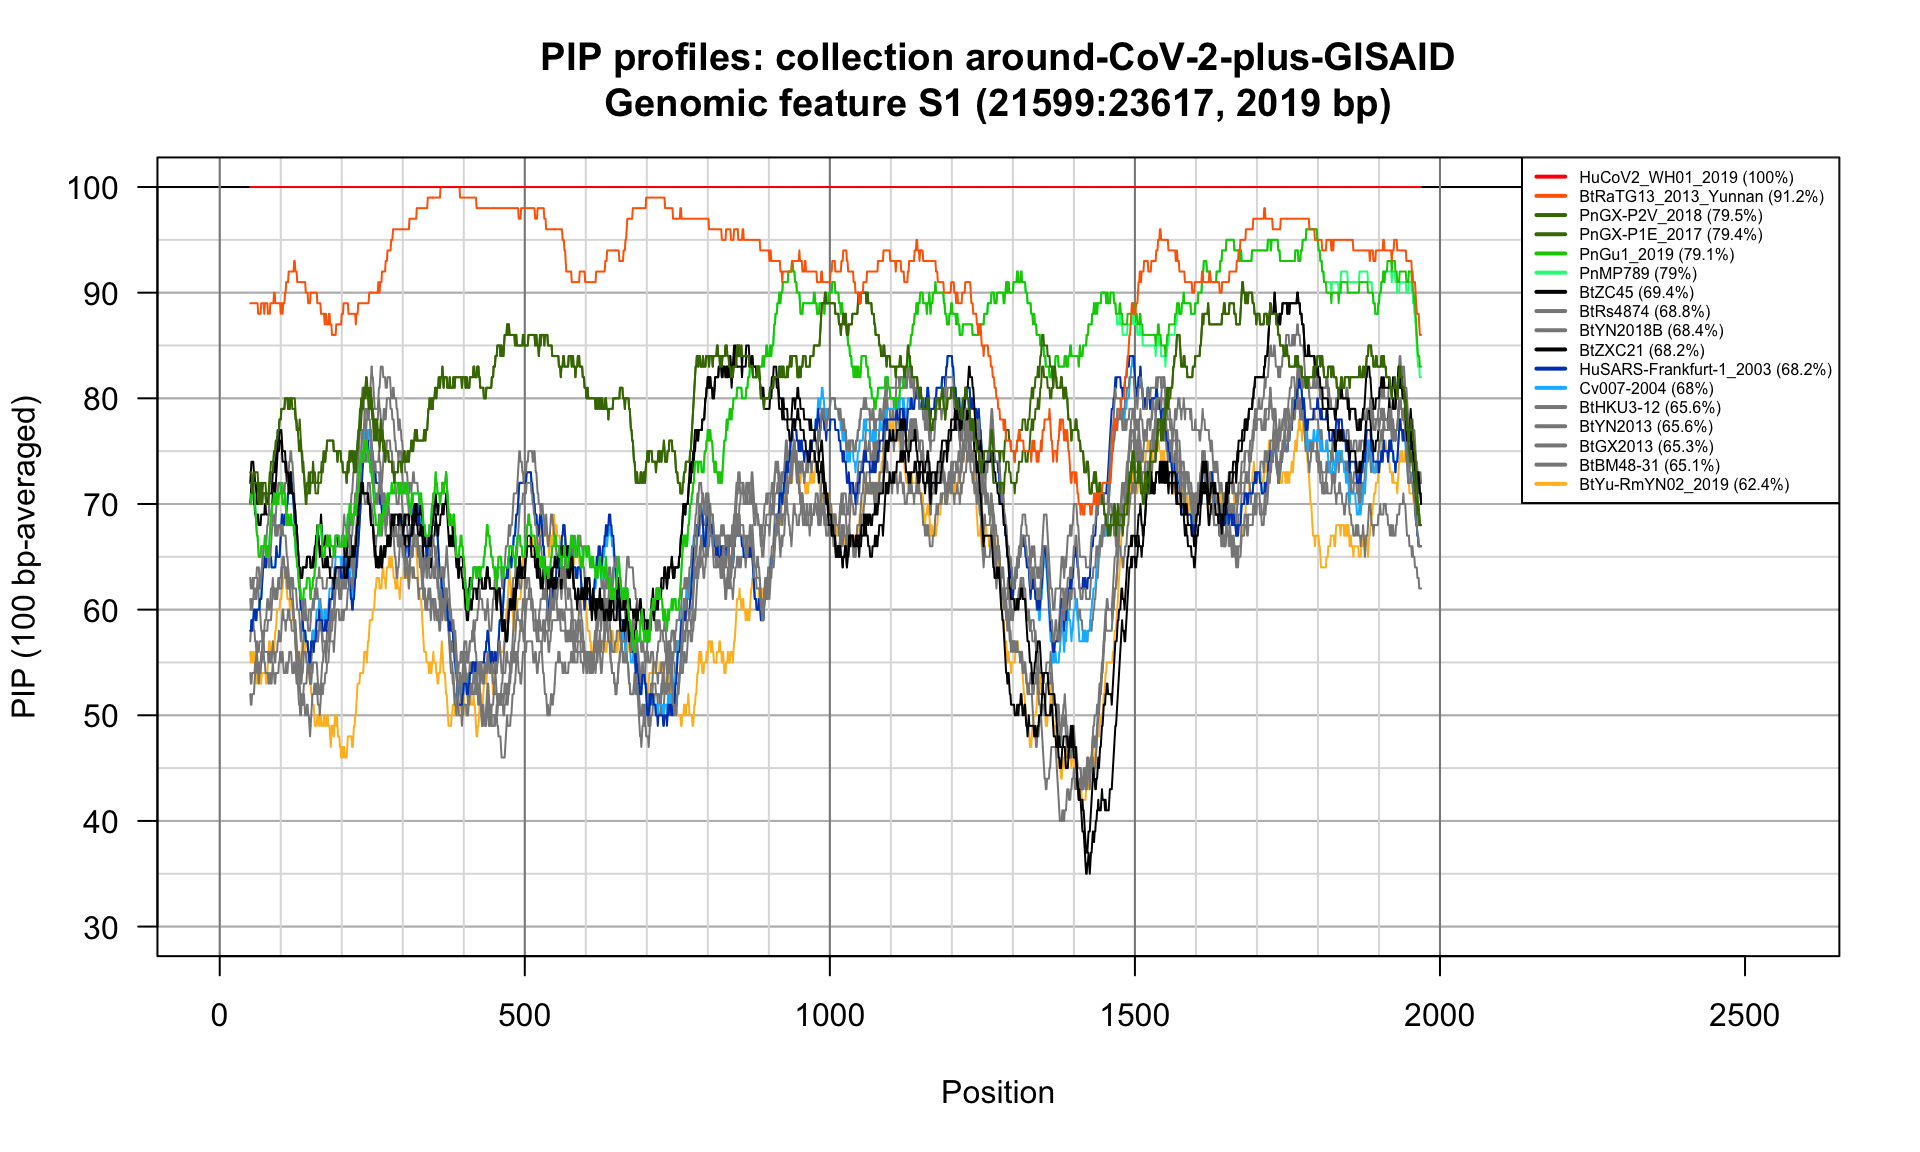 PIP profiles: collection around-CoV-2-plus-GISAID
Genomic feature S1 (21599:23617, 2019 bp)
PIP (100 bp-averaged)
100
90
80
70
60
50
40
30
HuCoV2_WH01_2019 (100%)
BtRaTG13_2013_Yunnan (91.2%)
PnGX-P2V_2018 (79.5%)
PnGX-P1E_2017 (79.4%)
PnGu1_2019 (79.1%)
PnMP789 (79%)
BtZC45 (69.4%)
BtRs4874 (68.8%)
BtYN2018B (68.4%)
BtZXC21 (68.2%)
HuSARS-Frankfurt-1_2003 (68.2%)
Cv007-2004 (68%)
BtHKU3-12 (65.6%)
BtYN2013 (65.6%)
BtGX2013 (65.3%)
BtBM48-31 (65.1%)
BtYu-RmYN02_2019 (62.4%)
0 500 1000 1500 2000 2500
Position